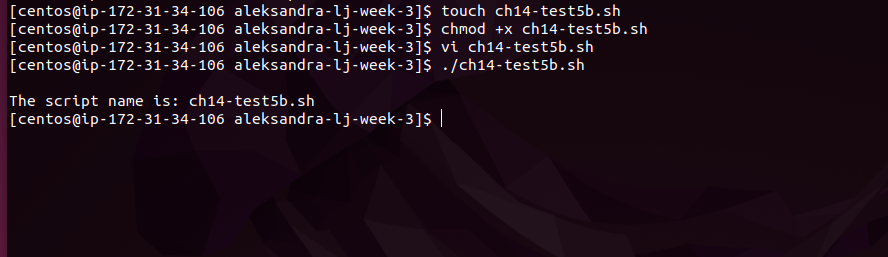 [centos@ip-172-31-34-106 aleksandra-lj-week-3]$ touch ch14-test5b.sh
[centos@ip-172-31-34-106 aleksandra-lj-week-3]$ chmod +x ch14-test5b.sh
[centos@ip-172-31-34-106 aleksandra-lj-week-3]$ vi ch14-test5b.sh
[centos@ip-172-31-34-106 aleksandra-lj-week-3]$ ./ch14-test5b.sh
The script name is: ch14-test5b.sh
[centos@ip-172-31-34-106 aleksandra-lj-week-3]$